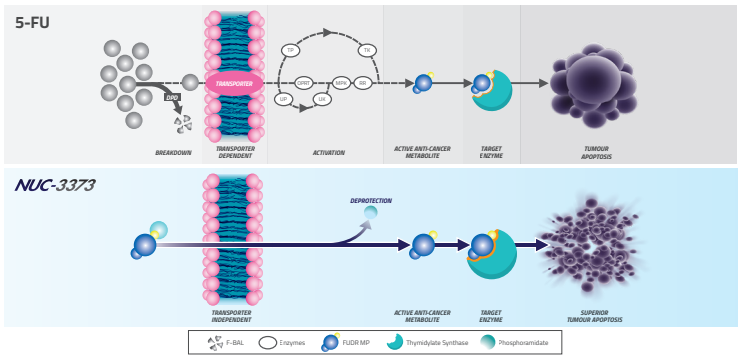 5-FU
TP
TK
TRANSPORTER
OPRT
MPK
RR
DPD
UP
UK
BREAKDOWN
TRANSPORTER
DEPENDENT
ACTIVATION
ACTIVE ANTI-CANCER
METABOLITE
TARGET
ENZYME
TUMOUR
APOPTOSIS
NUC-3373
DEPROTECTION
TRANSPORTER
INDEPENDENT
ACTIVE ANTI-CANCER
METABOLITE
TARGET
ENZYME
SUPERIOR
TUMOUR APOPTOSIS
F-BAL
Enzymes
FUDR MP
Thymidylate Synthase
Phosphoramidate